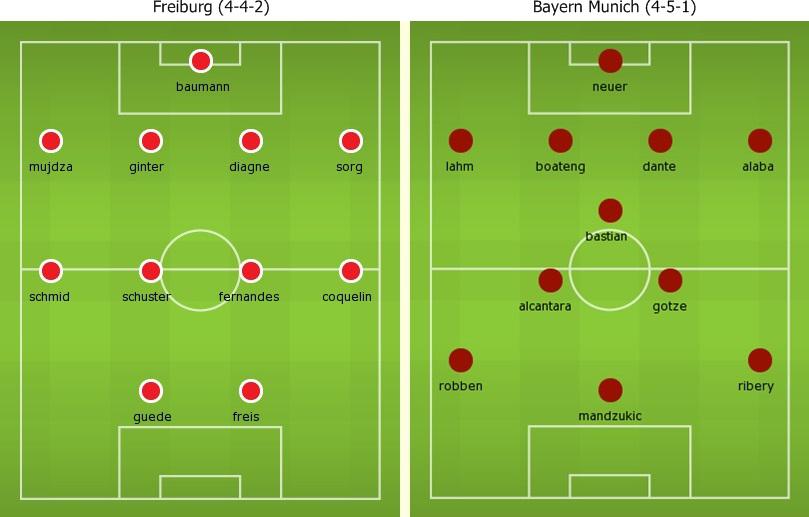 Freiburg (4-4-2)
baumann
mujdza ginter diagne sorg
schmid schuster fernandes coquelin
guede freis
Bayern Munich (4-5-1)
neuer
lahm boateng dante alaba
bastian
alcantara gotze
robben ribery
mandzukic